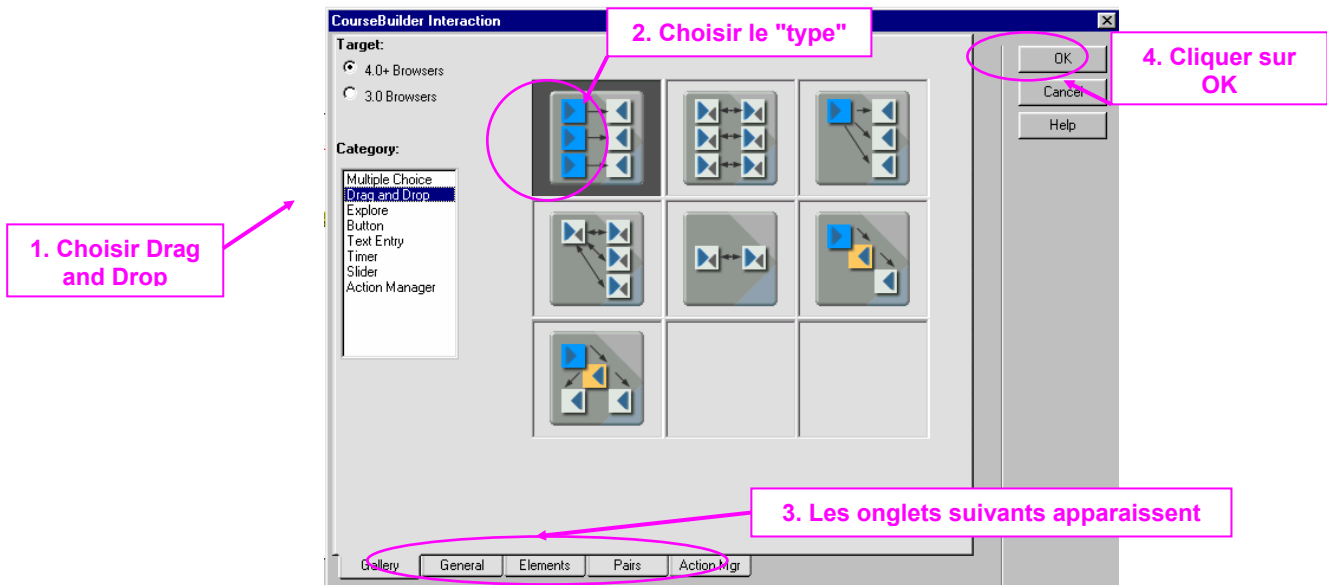 CourseBuilder Interaction
2. Choisir le "type"
Target:
4.0+ Browsers
3.0 Browsers
OK
Cancel
Help
4. Cliquer sur
OK
Category:
Multiple Choice
Drag and Drop
Explore
Button
Text Entry
Timer
Slider
Action Manager
1. Choisir Drag
and Drop
3. Les onglets suivants apparaissent
Gallery
General
Elements
Pairs
Action Mgr